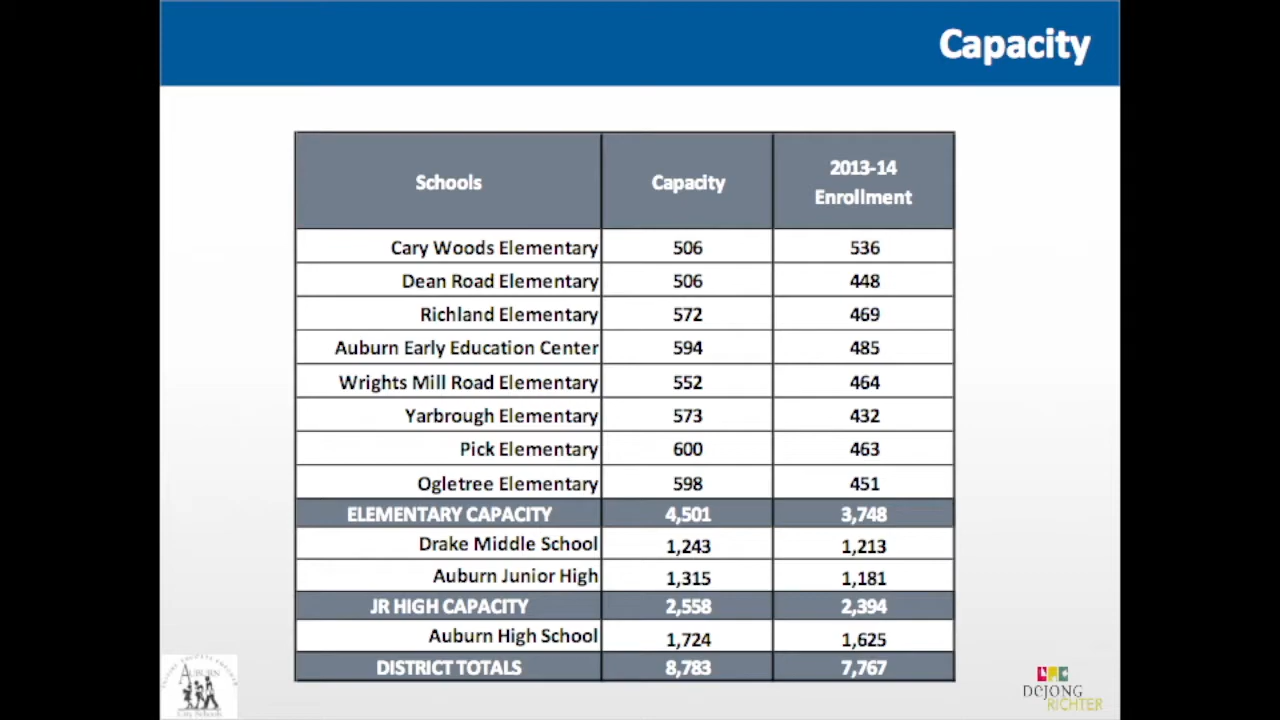 Capacity
Schools Capacity 2013-14 Enrollment
Cary Woods Elementary 506 536
Dean Road Elementary 506 448
Richland Elementary 572 469
Auburn Early Education Center 594 485
Wrights Mill Road Elementary 552 464
Yarbrough Elementary 573 432
Pick Elementary 600 463
Ogletree Elementary 598 451
ELEMENTARY CAPACITY 4,501 3,748
Drake Middle School 1,243 1,213
Auburn Junior High 1,315 1,181
JR HIGH CAPACITY 2,558 2,394
Auburn High School 1,724 1,625
DISTRICT TOTALS 8,783 7,767
AUBURN
City Schools
DEJONG
RICHTER